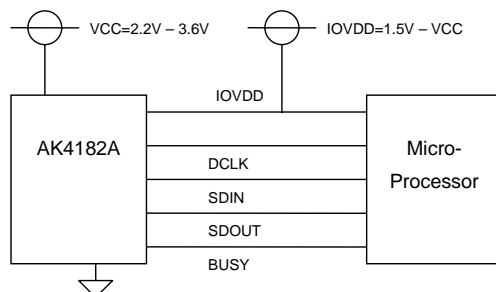 VCC=2.2V – 3.6V
IOVDD=1.5V – VCC
IOVDD
AK4182A
Micro-
Processor
DCLK
SDIN
SDOUT
BUSY